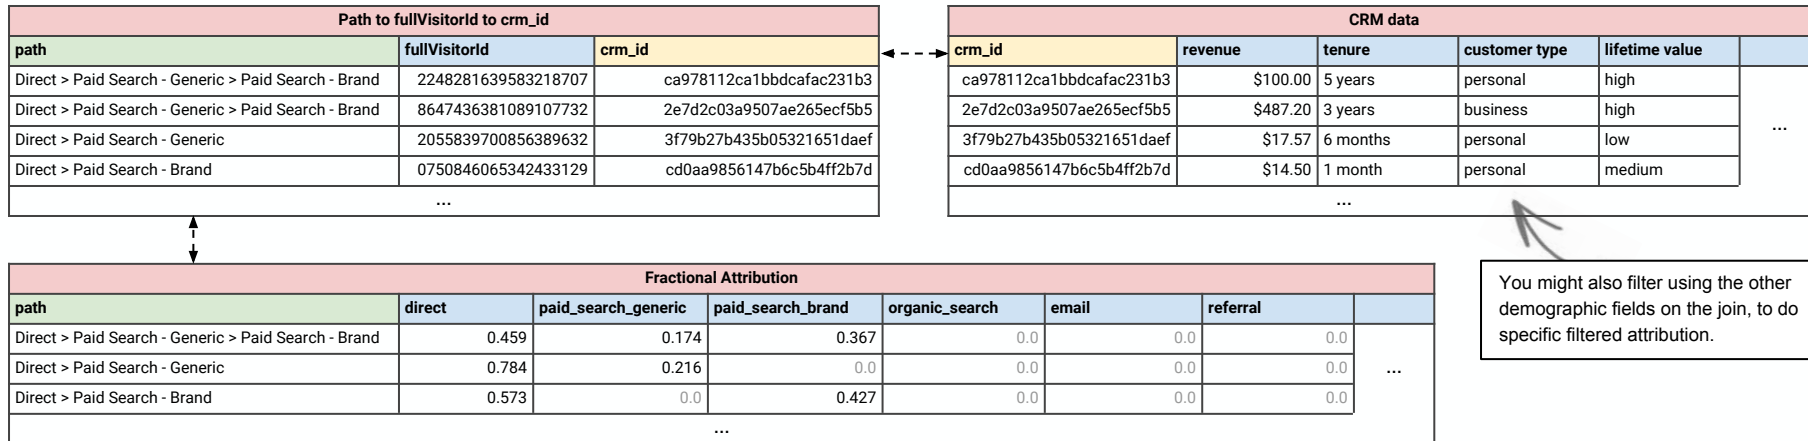 Path to fullVisitorId to crm_id
path fullVisitorId crm_id
Direct > Paid Search - Generic > Paid Search - Brand 2248281639583218707 ca978112ca1bbdcafac231b3
Direct > Paid Search - Generic > Paid Search - Brand 8647436381089107732 2e7d2c03a9507ae265ecf5b5
Direct > Paid Search - Generic 2055839700856389632 3f79b27b435b05321651daef
Direct > Paid Search - Brand 0750846065342433129 cd0aa9856147b6c5b4ff2b7d
...
CRM data
crm_id revenue tenure customer type lifetime value
ca978112ca1bbdcafac231b3 $100.00 5 years personal high
2e7d2c03a9507ae265ecf5b5 $487.20 3 years business high
3f79b27b435b05321651daef $17.57 6 months personal low
cd0aa9856147b6c5b4ff2b7d $14.50 1 month personal medium
...
...
Fractional Attribution
path direct paid_search_generic paid_search_brand organic_search email referral
Direct > Paid Search - Generic > Paid Search - Brand 0.459 0.174 0.367 0.0 0.0 0.0
Direct > Paid Search - Generic 0.784 0.216 0.0 0.0 0.0 0.0
Direct > Paid Search - Brand 0.573 0.0 0.427 0.0 0.0 0.0
...
...
You might also filter using the other
demographic fields on the join, to do
specific filtered attribution.